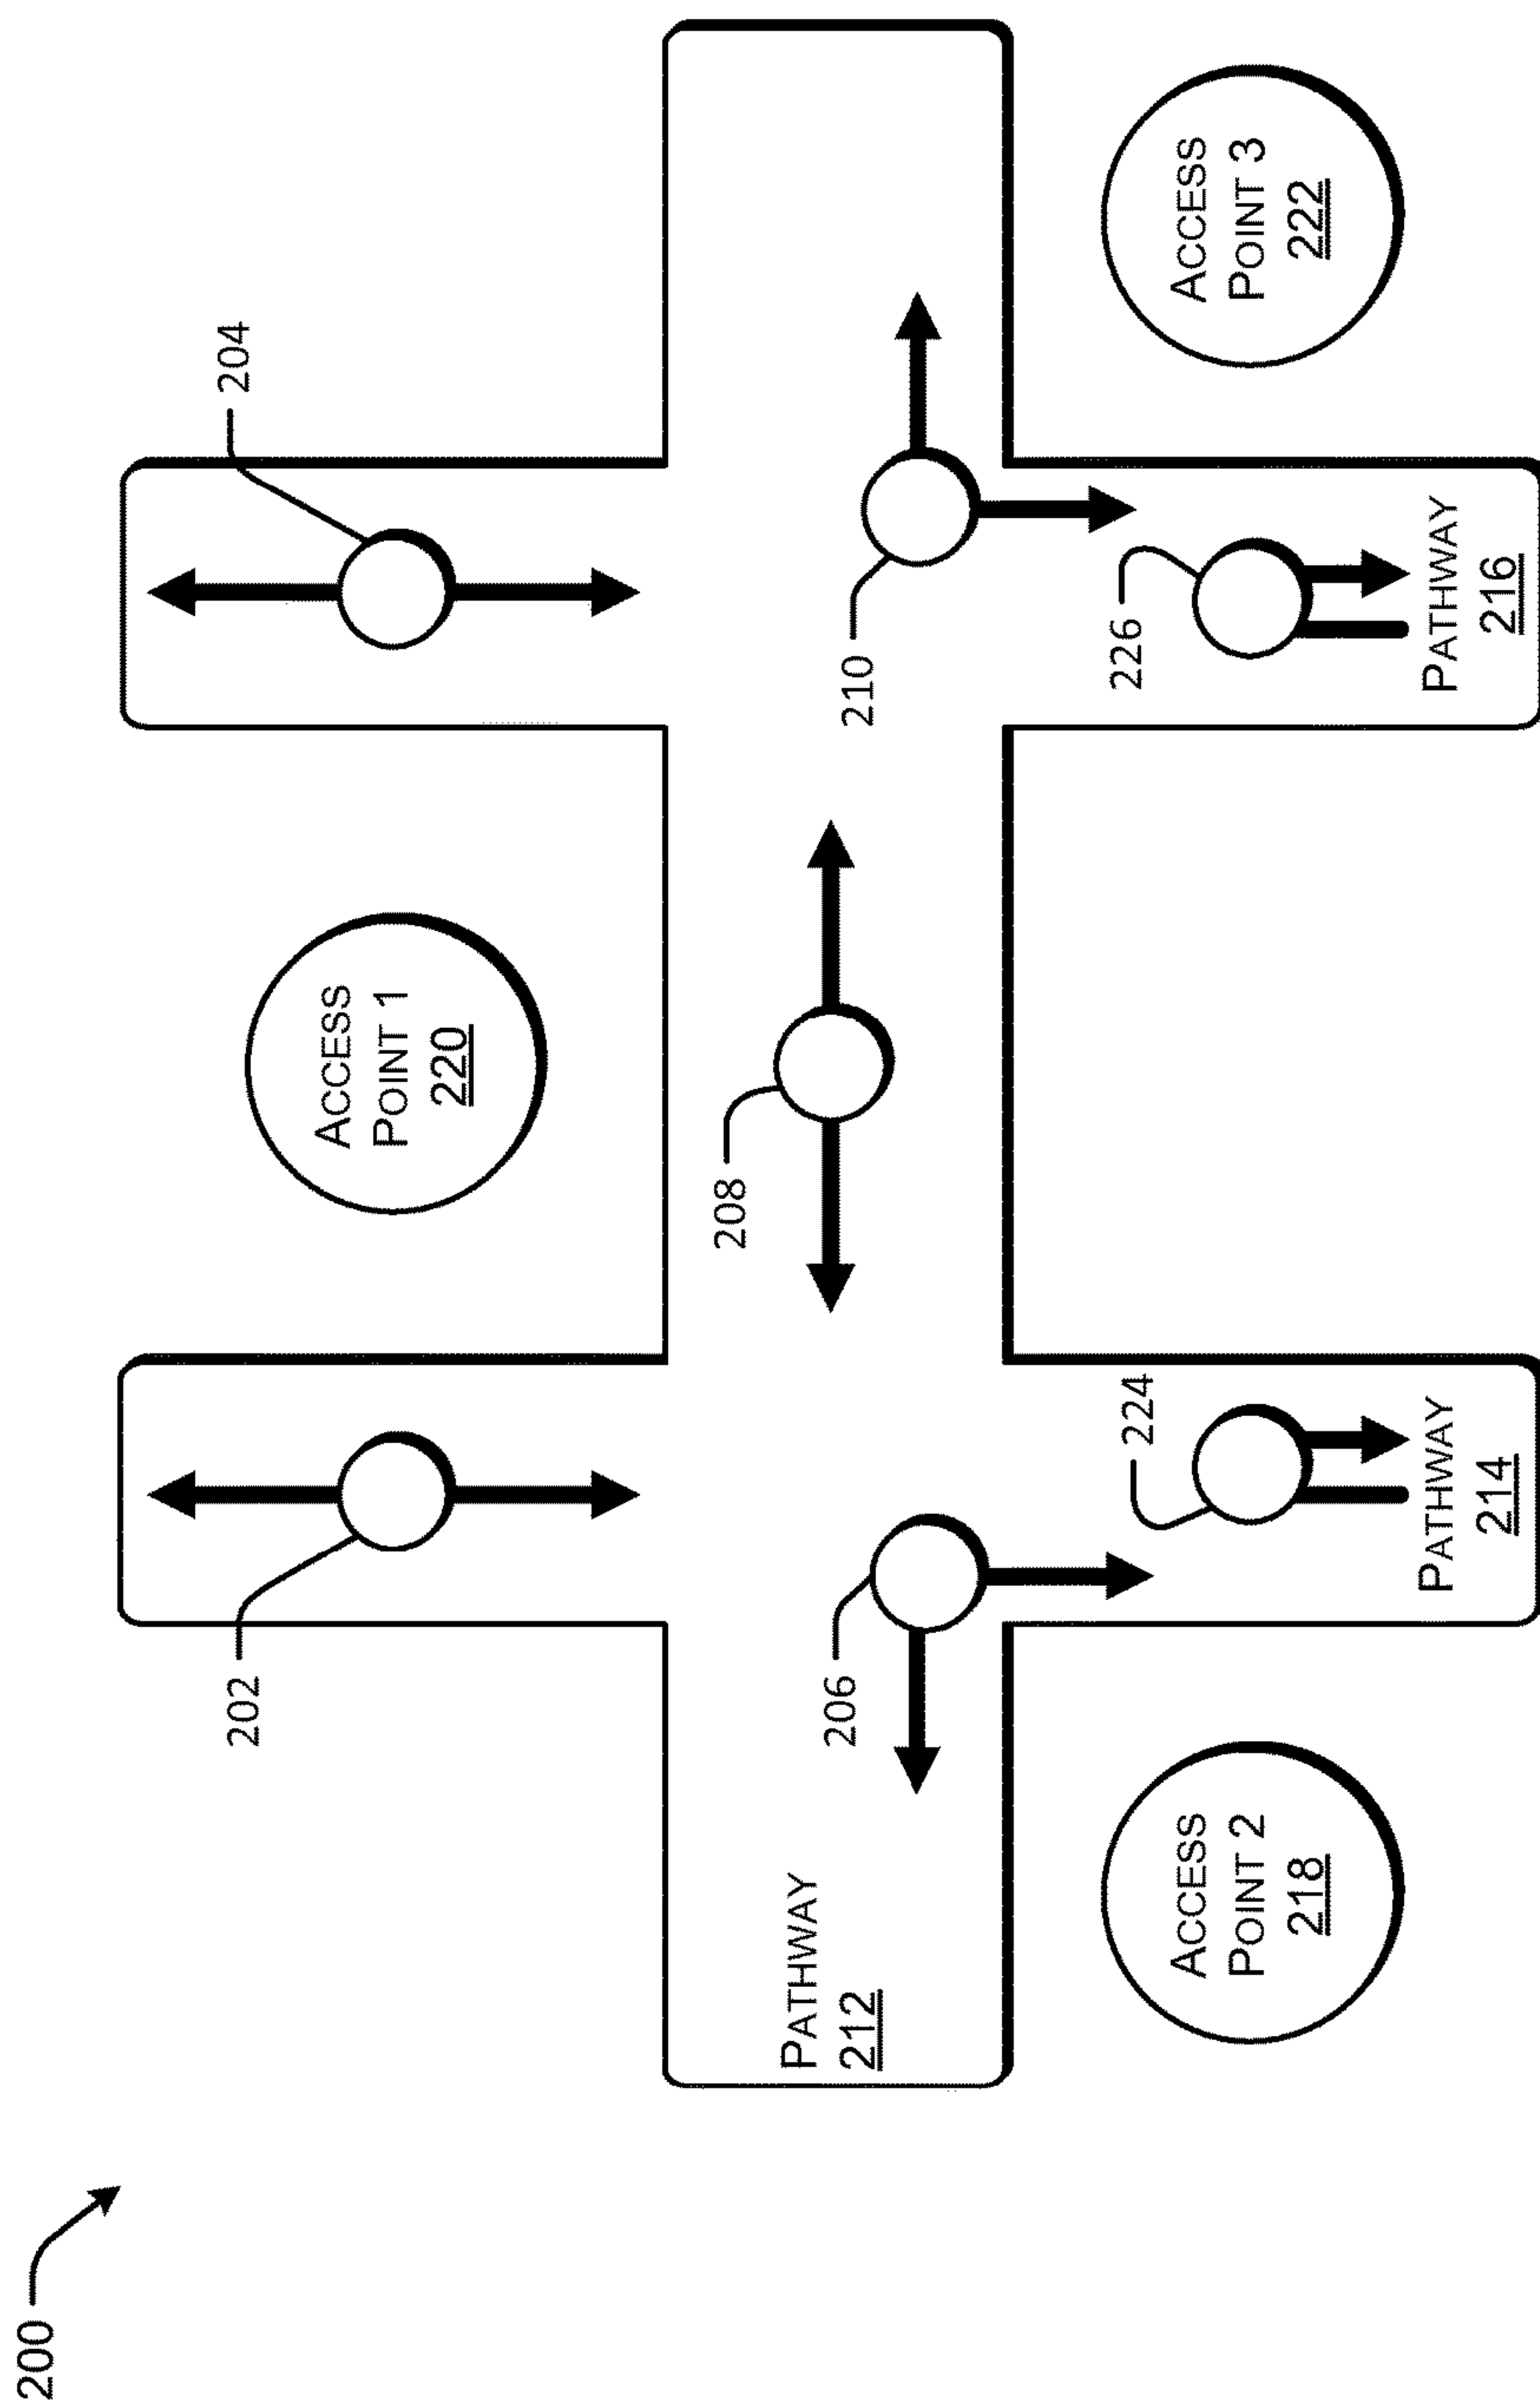 200
202
204
ACCESS
POINT 1
220
208
PATHWAY
212
206
210
224
226
ACCESS
POINT 2
218
ACCESS
POINT 3
222
PATHWAY
214
PATHWAY
216